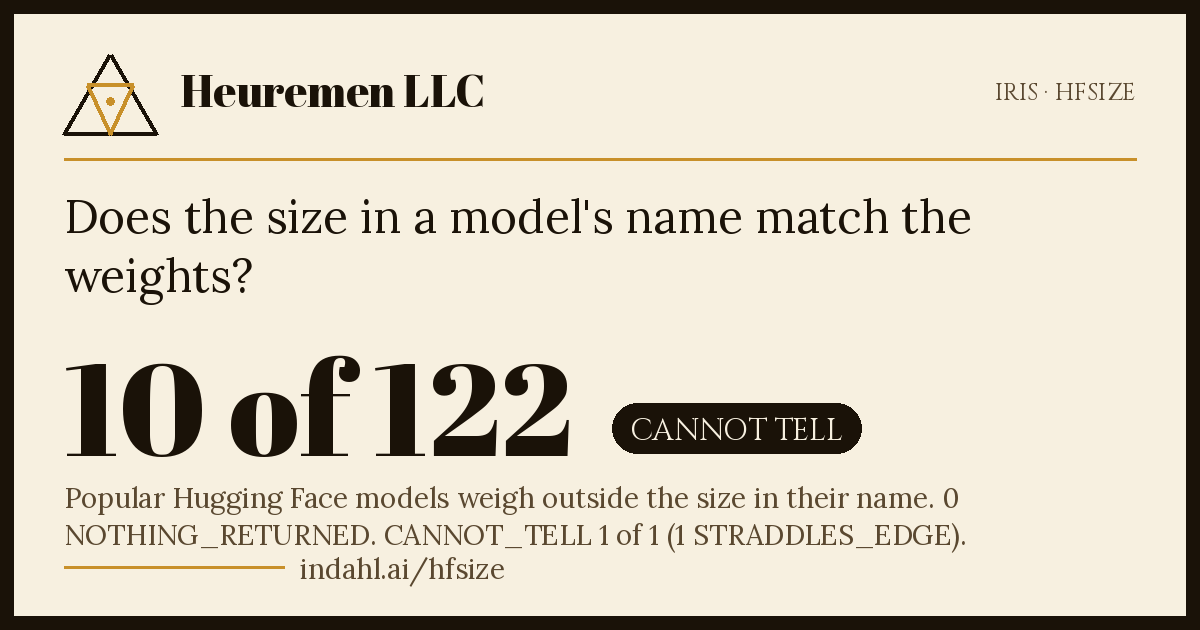 Heuremen LLC
IRIS · HFSIZE
Does the size in a model's name match the
weights?
10 of 122
CANNOT TELL
Popular Hugging Face models weigh outside the size in their name. 0
NOTHING_RETURNED. CANNOT_TELL 1 of 1 (1 STRADDLES_EDGE).
indahl.ai/hfsize